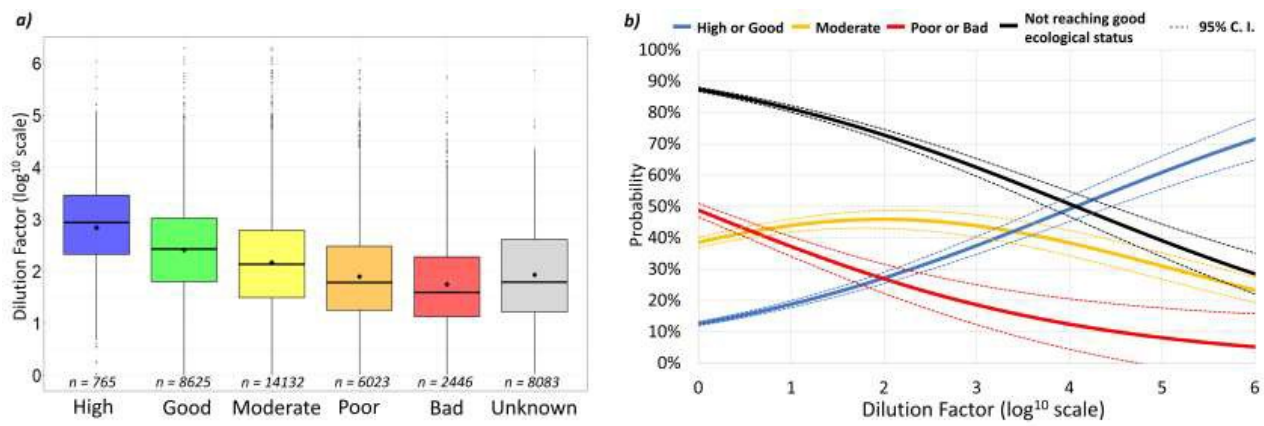 a)
Dilution Factor (log10 scale)
6
5
4
3
2
1
0
n = 765 n = 8625 n = 14132 n = 6023 n = 2446 n = 8083
High Good Moderate Poor Bad Unknown
b)
High or Good Moderate Poor or Bad Not reaching good 95% C. I.
ecological status
Probability
100%
90%
80%
70%
60%
50%
40%
30%
20%
10%
0%
0 1 2 3 4 5 6
Dilution Factor (log10 scale)